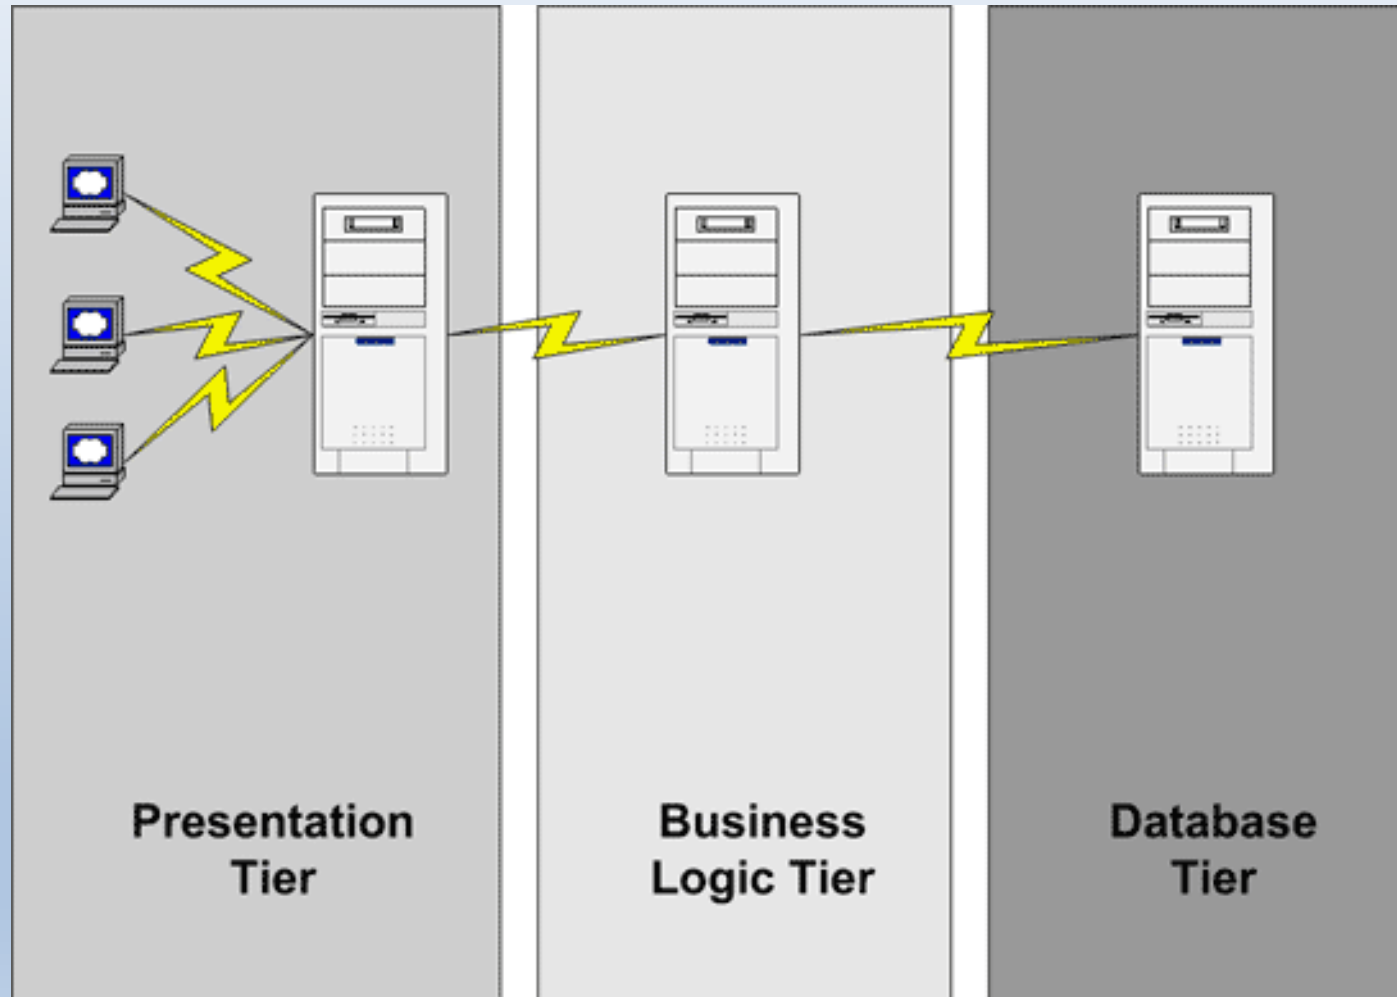 Presentation
Tier
Business
Logic Tier
Database
Tier